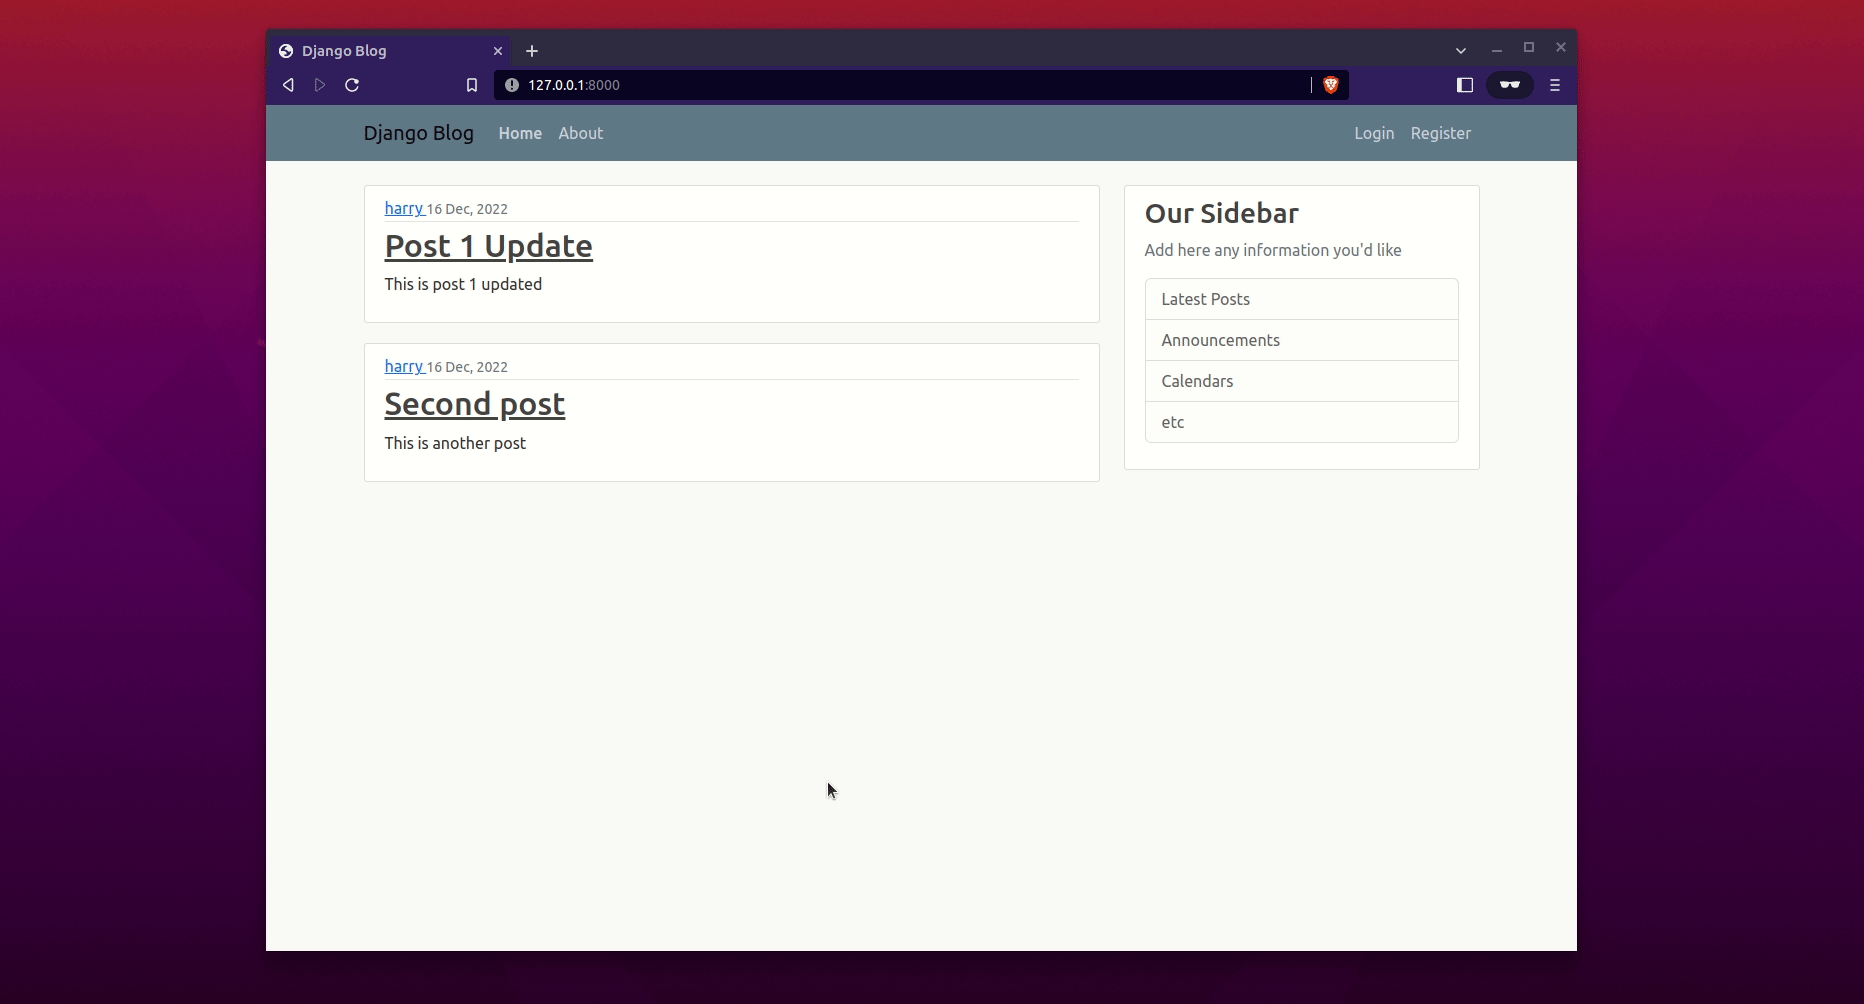 Django Blog
127.0.0.1:8000
Django Blog Home About Login Register
harry 16 Dec, 2022
Post 1 Update
This is post 1 updated
harry 16 Dec, 2022
Second post
This is another post
Our Sidebar
Add here any information you'd like
Latest Posts
Announcements
Calendars
etc